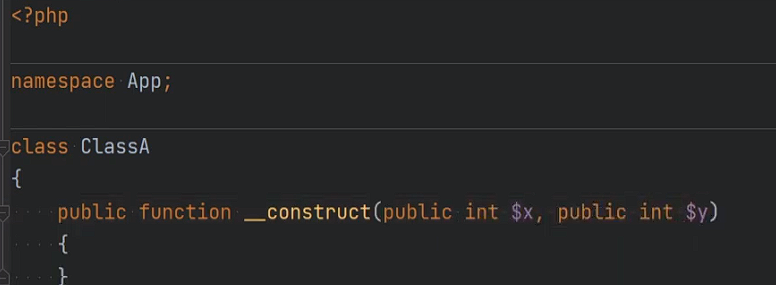 <?php
namespace App;
class ClassA
{
public function __construct(public int $x, public int $y)
{
}